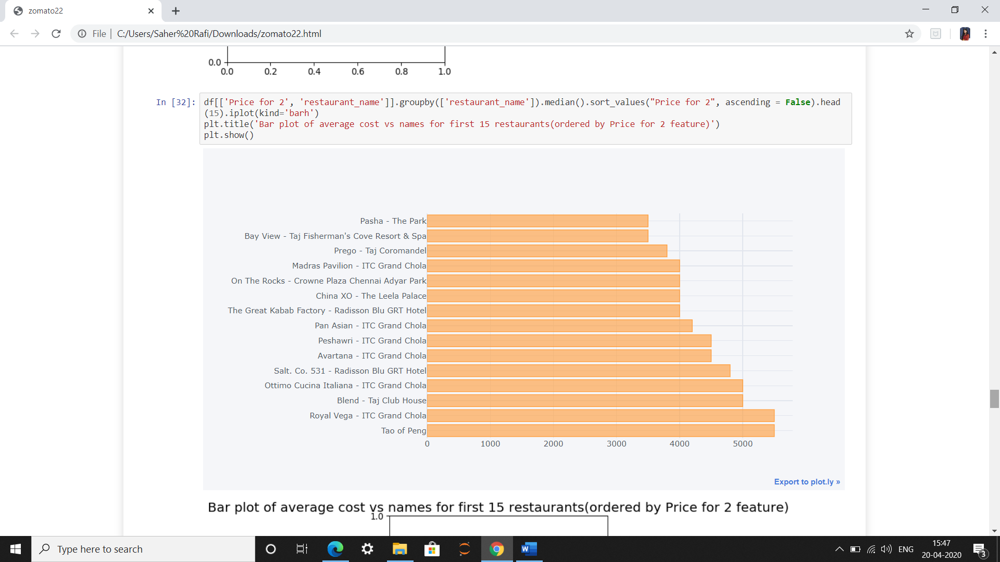 zomato22
File
C:/Users/Saher%20Rafi/Downloads/zomato22.html
0.0
0.0 0.2 0.4 0.6 0.8 1.0
In [32]: df[['Price for 2', 'restaurant_name']].groupby(['restaurant_name']).median().sort_values("Price for 2", ascending = False).head
(15).iplot(kind='barh')
plt.title('Bar plot of average cost vs names for first 15 restaurants(ordered by Price for 2 feature)')
plt.show()
Pasha - The Park
Bay View - Taj Fisherman's Cove Resort & Spa
Prego - Taj Coromandel
Madras Pavilion - ITC Grand Chola
On The Rocks - Crowne Plaza Chennai Adyar Park
China XO - The Leela Palace
The Great Kabab Factory - Radisson Blu GRT Hotel
Pan Asian - ITC Grand Chola
Peshawri - ITC Grand Chola
Avartana - ITC Grand Chola
Salt. Co. 531 - Radisson Blu GRT Hotel
Ottimo Cucina Italiana - ITC Grand Chola
Blend - Taj Club House
Royal Vega - ITC Grand Chola
Tao of Peng
0 1000 2000 3000 4000 5000
Export to plot.ly »
Bar plot of average cost vs names for first 15 restaurants(ordered by Price for 2 feature)
1.0
Type here to search
W
ENG
15:47
20-04-2020
3